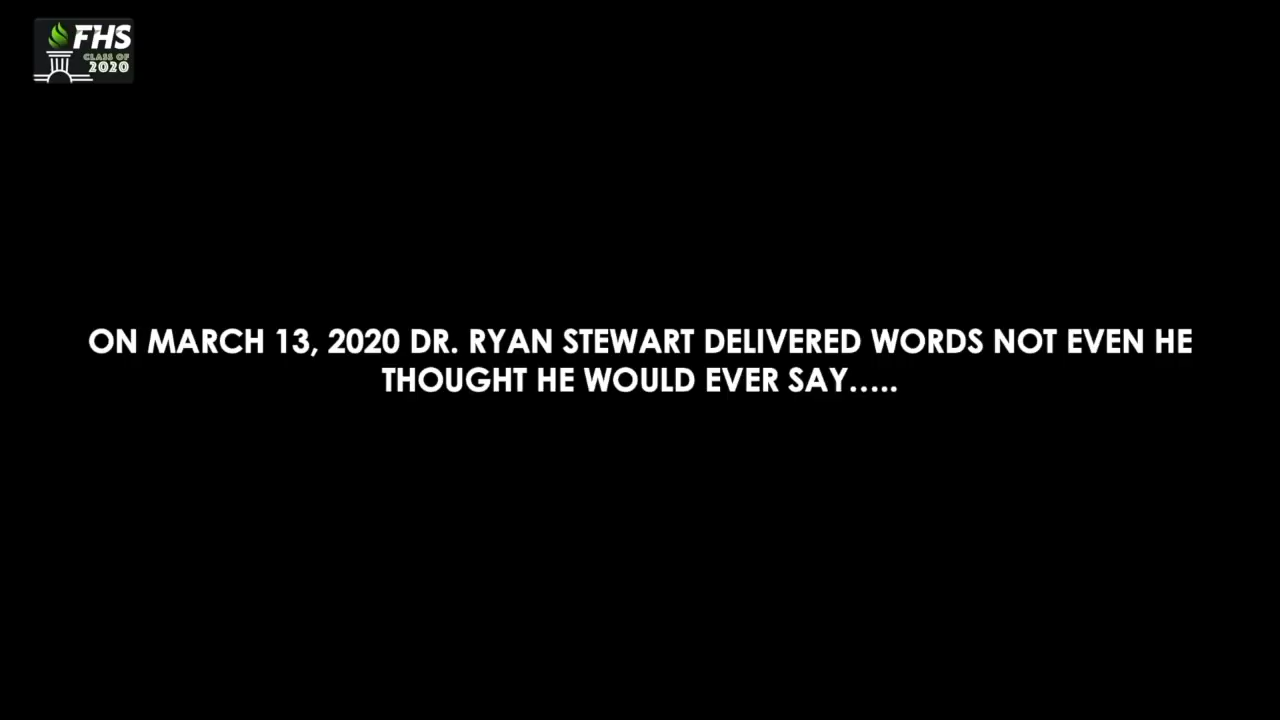 FHS
CLASS OF
2020
ON MARCH 13, 2020 DR. RYAN STEWART DELIVERED WORDS NOT EVEN HE
THOUGHT HE WOULD EVER SAY.....